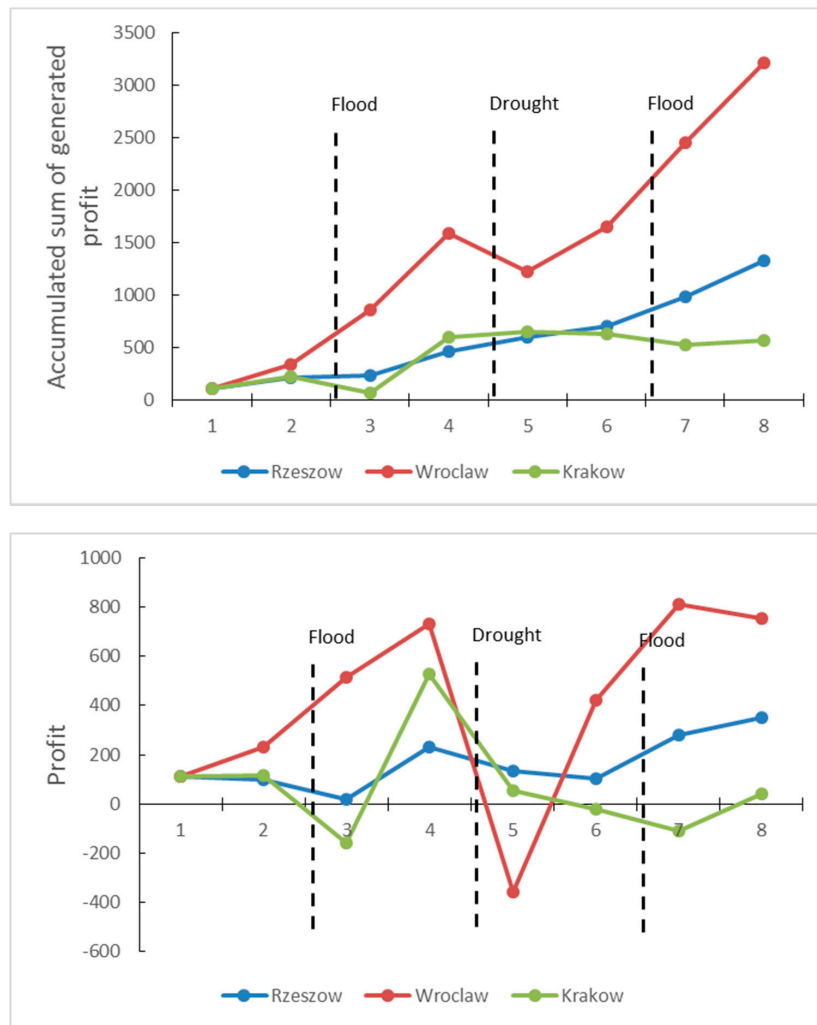 3500
3000
2500
2000
1500
1000
500
0
Accumulated sum of generated
profit
Flood
Drought
Flood
1 2 3 4 5 6 7 8
Rzeszow Wroclaw Krakow
1000
800
600
400
200
0
-200
-400
-600
Profit
Flood
Drought
Flood
1 2 3 4 5 6 7 8
Rzeszow Wroclaw Krakow